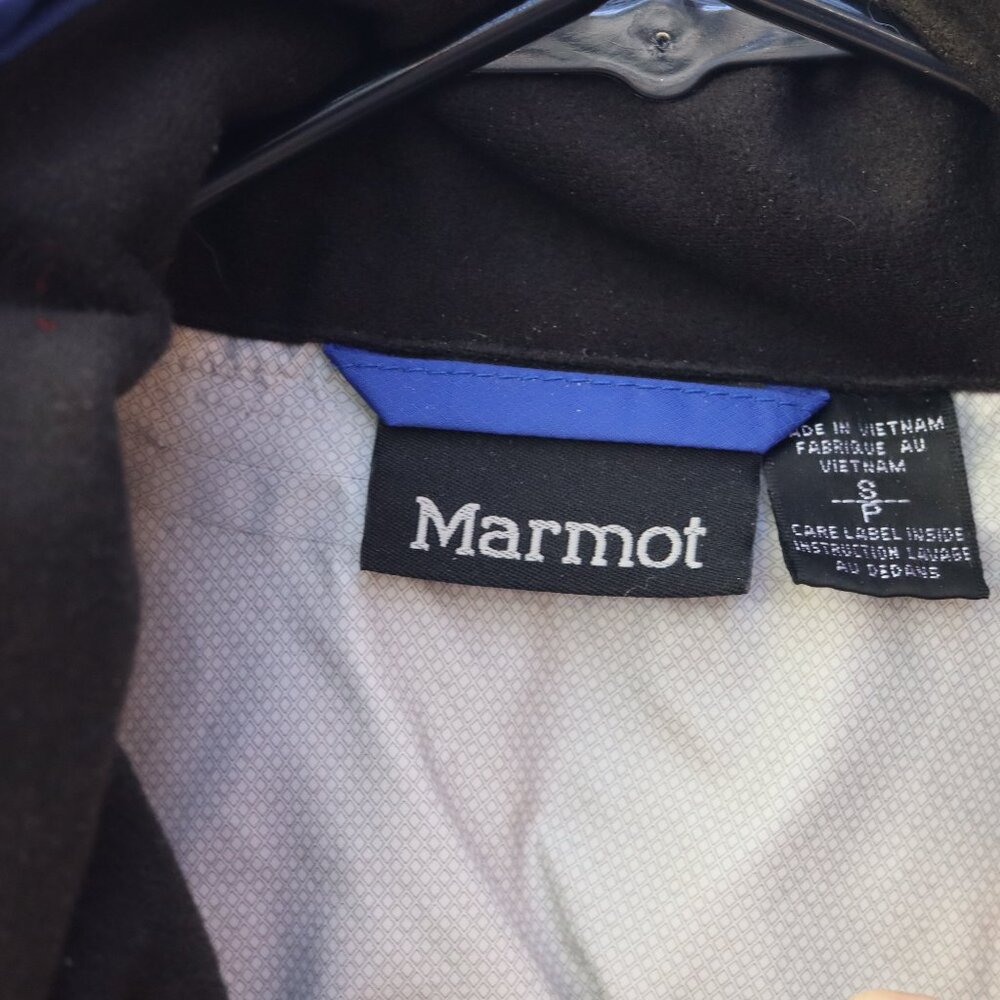 Marmot
ADE IN VIETNAM
FABRIQUE AU
VIETNAM
S
P
CARE LABEL INSIDE
INSTRUCTION LAVAGE
AU DEDANS